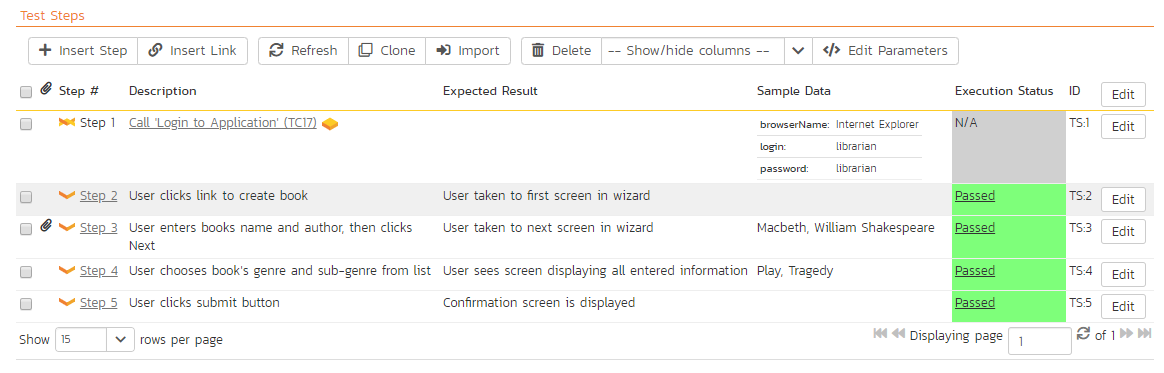 Test Steps
Insert Step Insert Link Refresh Clone Import Delete -- Show/hide columns -- Edit Parameters
Step # Description Expected Result Sample Data Execution Status ID Edit
Step 1 Call 'Login to Application' (TC17) browserName: Internet Explorer N/A TS:1 Edit
login: librarian
password: librarian
Step 2 User clicks link to create book User taken to first screen in wizard Passed TS:2 Edit
Step 3 User enters books name and author, then clicks User taken to next screen in wizard Macbeth, William Shakespeare Passed TS:3 Edit
Next
Step 4 User chooses book's genre and sub-genre from list User sees screen displaying all entered information Play, Tragedy Passed TS:4 Edit
Step 5 User clicks submit button Confirmation screen is displayed Passed TS:5 Edit
Show 15 rows per page Displaying page 1 of 1